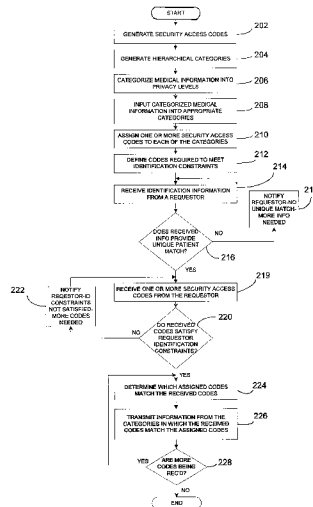 START
GENERATE SECURITY ACCESS CODES
202
GENERATE HIERARCHICAL CATEGORIES
204
CATEGORIZE MEDICAL INFORMATION INTO
PRIVACY LEVELS
206
INPUT CATEGORIZED MEDICAL
INFORMATION INTO APPROPRIATE
CATEGORIES
208
ASSIGN ONE OR MORE SECURITY ACCESS
CODES TO EACH OF THE CATEGORIES
210
DEFINE CODES REQUIRED TO MEET
IDENTIFICATION CONSTRAINTS
212
214
RECEIVE IDENTIFICATION INFORMATION
FROM A REQUESTOR
21
NOTIFY
REQUESTOR-NO
UNIQUE MATCH-
MORE INFO
NEEDED
DOES RECEIVED
INFO PROVIDE
UNIQUE PATIENT
MATCH?
NO
216
YES
222
NOTIFY
REQUESTOR-ID
CONSTRAINTS
NOT SATISFIED-
MORE CODES
NEEDED
219
RECEIVE ONE OR MORE SECURITY ACCESS
CODES FROM THE REQUESTOR
220
DO RECEIVED
CODES SATISFY
REQUESTOR
IDENTIFICATION
CONSTRAINTS?
NO
YES
224
DETERMINE WHICH ASSIGNED CODES
MATCH THE RECEIVED CODES
226
TRANSMIT INFORMATION FROM THE
CATEGORIES IN WHICH THE RECEIVED
CODES MATCH THE ASSIGNED CODES
YES
ARE MORE
CODES BEING
REC'D?
228
NO
END